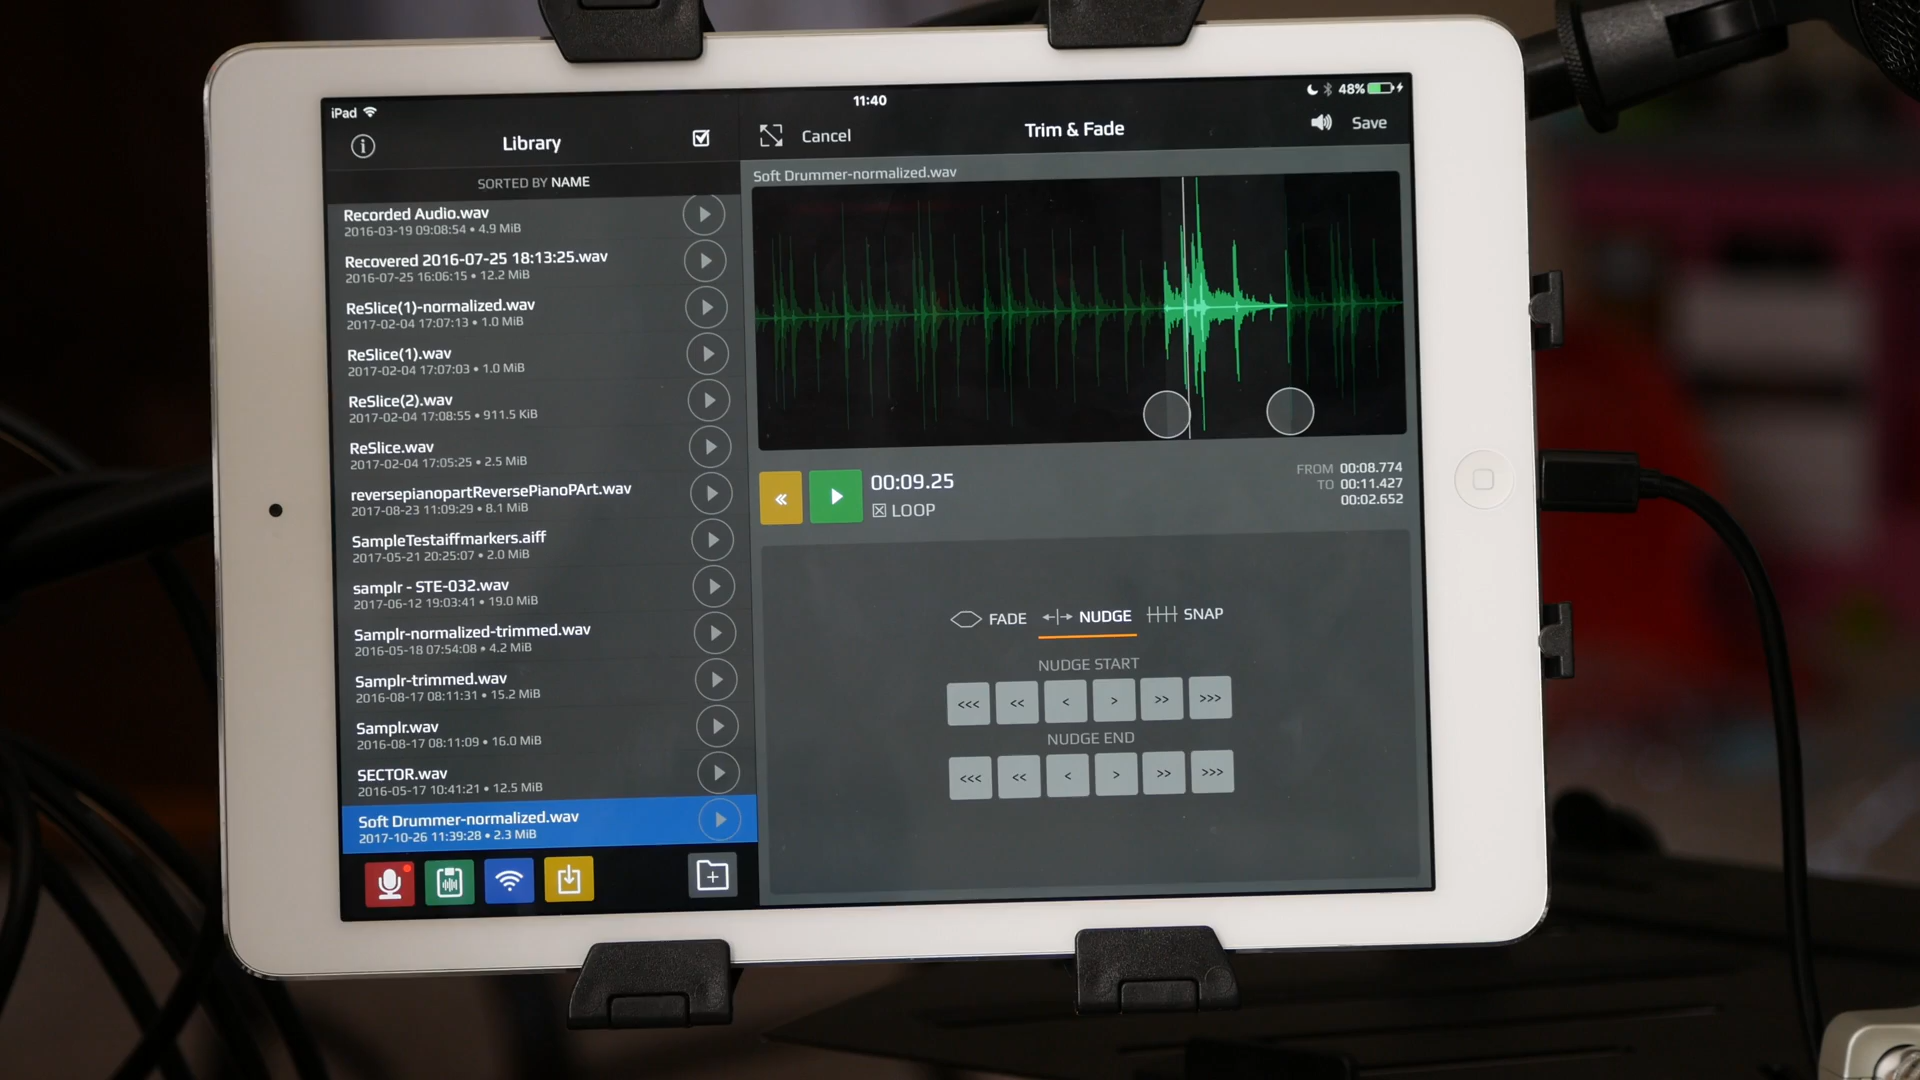 iPad
11:40
48%
Library
SORTED BY NAME
Recorded Audio.wav
2016-03-19 09:08:54 • 4.9 MiB
Recovered 2016-07-25 18:13:25.wav
2016-07-25 16:06:15 • 12.2 MiB
ReSlice(1)-normalized.wav
2017-02-04 17:07:13 • 1.0 MiB
ReSlice(1).wav
2017-02-04 17:07:03 • 1.0 MiB
ReSlice(2).wav
2017-02-04 17:08:55 • 911.5 KiB
ReSlice.wav
2017-02-04 17:05:25 • 2.5 MiB
reversepianopartReversePianoPArt.wav
2017-08-23 11:09:29 • 8.1 MiB
SampleTestaiffmarkers.aiff
2017-05-21 20:25:07 • 2.0 MiB
samplr - STE-032.wav
2017-06-12 19:03:41 • 19.0 MiB
Samplr-normalized-trimmed.wav
2016-05-18 07:54:08 • 4.2 MiB
Samplr-trimmed.wav
2016-08-17 08:11:31 • 15.2 MiB
Samplr.wav
2016-08-17 08:11:09 • 16.0 MiB
SECTOR.wav
2016-05-17 10:41:21 • 12.5 MiB
Soft Drummer-normalized.wav
2017-10-26 11:39:28 • 2.3 MiB
Cancel
Trim & Fade
Save
Soft Drummer-normalized.wav
« 00:09.25
LOOP
FROM 00:08.774
TO 00:11.427
00:02.652
FADE NUDGE SNAP
NUDGE START
<<< << < > >> >>>
NUDGE END
<<< << < > >> >>>